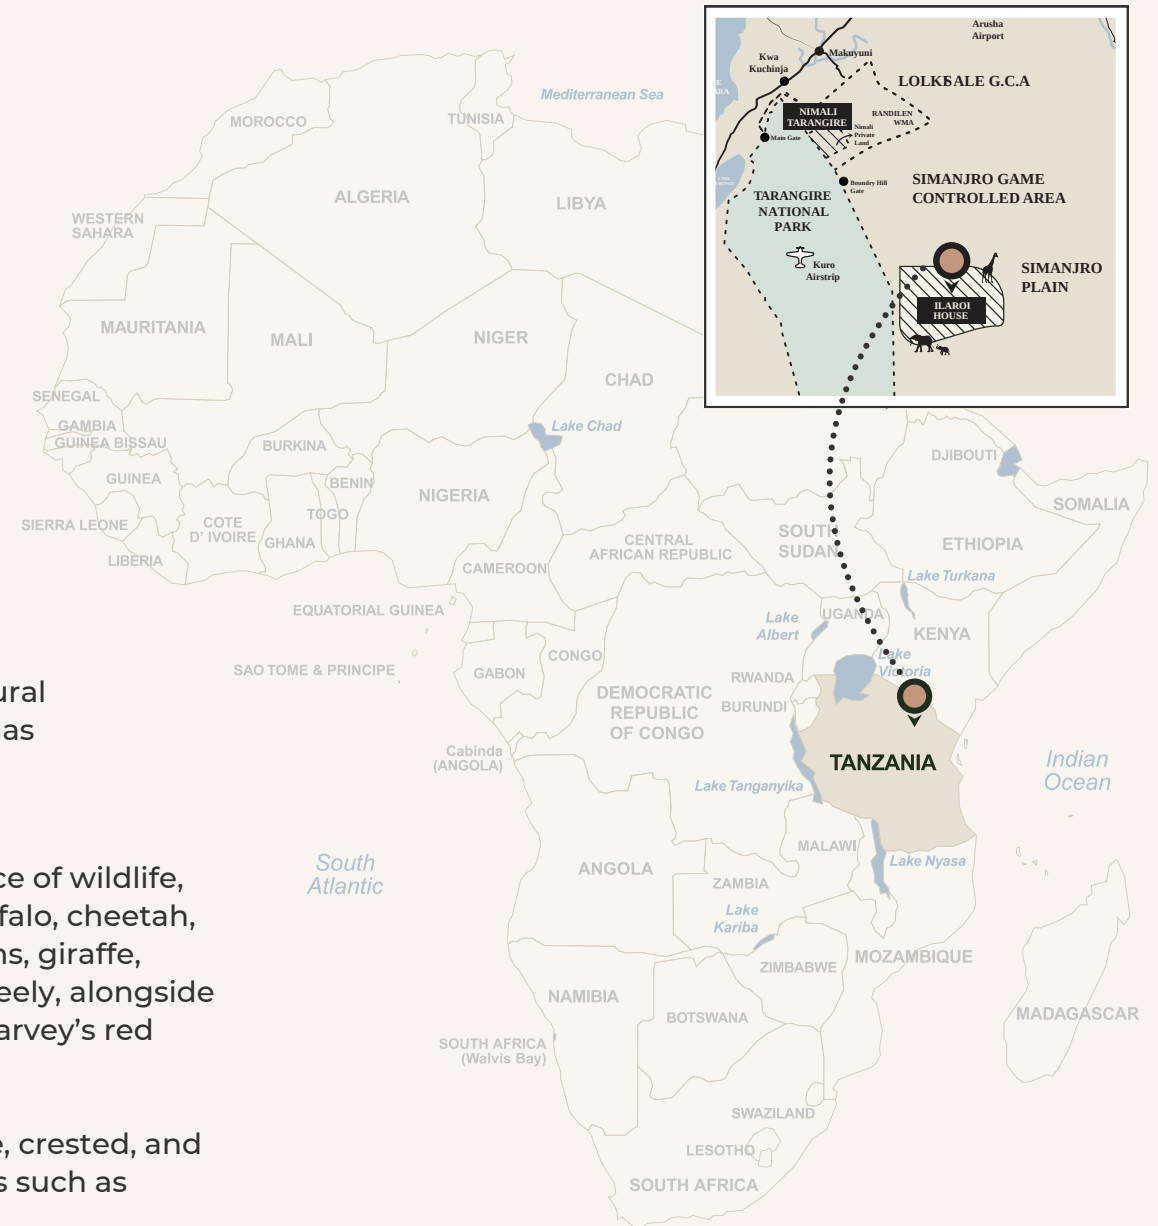 Arusha
Airport
Kwa
Kuchinja
Makuyuni
LOLKISALE G.C.A
NIMALI
TARANGIRE
RANDILEN
WMA
Nimali
Private
Land
Main Gate
Boundry Hill
Gate
SIMANJRO GAME
CONTROLLED AREA
TARANGIRE
NATIONAL
PARK
Kuro
Airstrip
SIMANJRO
PLAIN
ILAROI
HOUSE
Mediterranean Sea
MOROCCO
TUNISIA
ALGERIA
LIBYA
WESTERN
SAHARA
MAURITANIA
MALI
NIGER
CHAD
SENEGAL
GAMBIA
GUINEA BISSAU
Lake Chad
BURKINA
DJIBOUTI
GUINEA
BENIN
NIGERIA
SOMALIA
TOGO
SIERRA LEONE
COTE
D' IVOIRE
GHANA
LIBERIA
CENTRAL
AFRICAN REPUBLIC
SOUTH
SUDAN
ETHIOPIA
CAMEROON
Lake Turkana
EQUATORIAL GUINEA
Lake
Albert
UGANDA
KENYA
SAO TOME & PRINCIPE
GABON
CONGO
Lake
Victoria
RWANDA
BURUNDI
DEMOCRATIC
REPUBLIC
OF CONGO
ural
as
Cabinda
(ANGOLA)
TANZANIA
Indian
Ocean
Lake Tanganyika
South
Atlantic
ANGOLA
MALAWI
Lake Nyasa
ZAMBIA
Lake
Kariba
ce of wildlife,
falo, cheetah,
ns, giraffe,
eely, alongside
arvey's red
ZIMBABWE
MOZAMBIQUE
NAMIBIA
BOTSWANA
MADAGASCAR
SOUTH AFRICA
(Walvis Bay)
SWAZILAND
LESOTHO
SOUTH AFRICA
e, crested, and
s such as